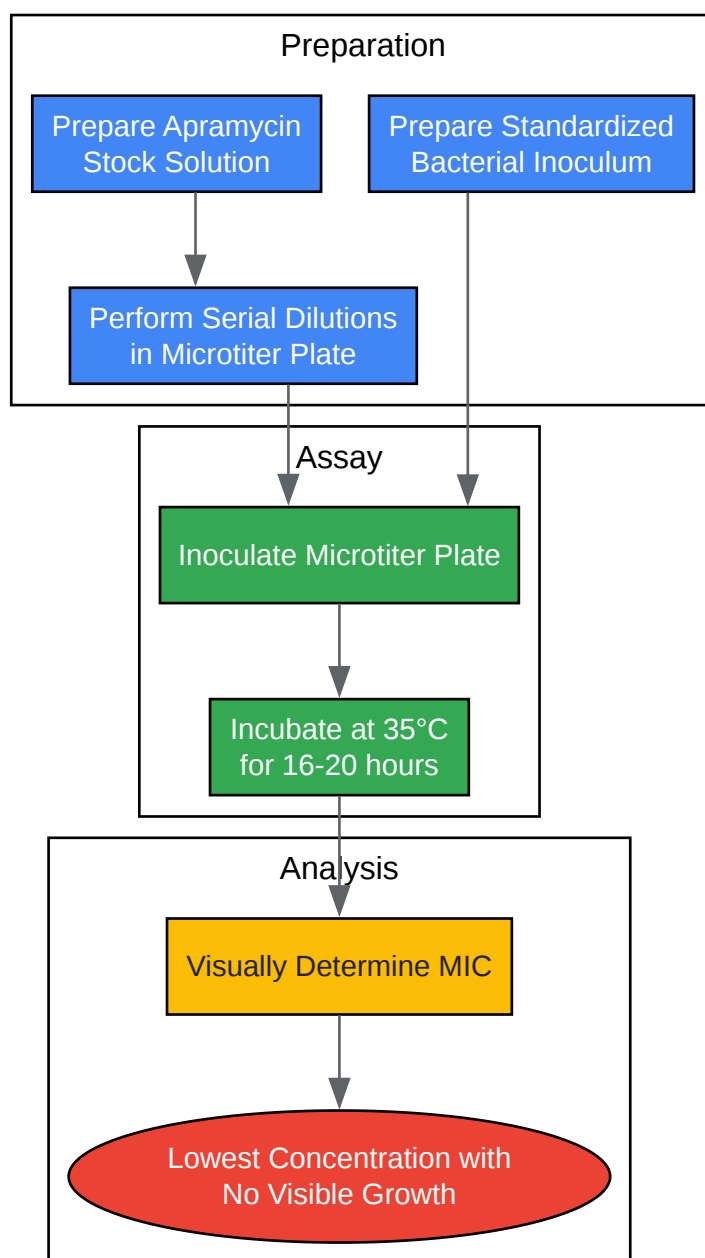 Preparation
Prepare Apramycin
Stock Solution
Prepare Standardized
Bacterial Inoculum
Perform Serial Dilutions
in Microtiter Plate
Assay
Inoculate Microtiter Plate
Incubate at 35°C
for 16-20 hours
Analysis
Visually Determine MIC
Lowest Concentration with
No Visible Growth